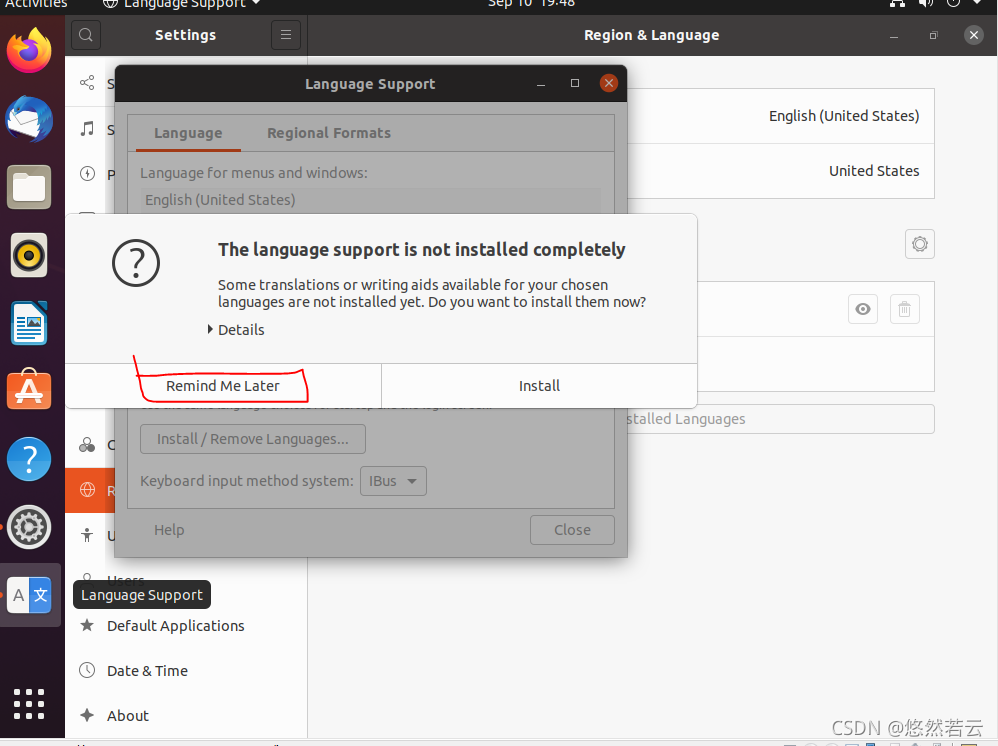 Activities
Language Support
Sep 10 19:48
Settings
Region & Language
Language Support
Language
Regional Formats
Language for menus and windows:
English (United States)
English (United States)
United States
The language support is not installed completely
Some translations or writing aids available for your chosen
languages are not installed yet. Do you want to install them now?
Details
Remind Me Later
Install
stalled Languages
Install / Remove Languages...
Keyboard input method system:
IBus
Help
Close
Users
Language Support
Default Applications
Date & Time
About
CSDN @悠然若云